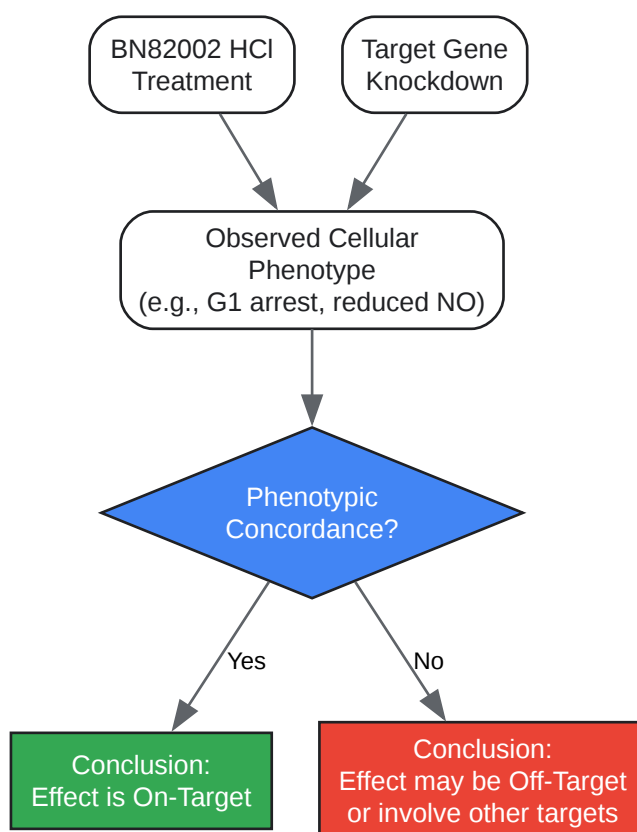 BN82002 HCl
Treatment
Target Gene
Knockdown
Observed Cellular
Phenotype
(e.g., G1 arrest, reduced NO)
Phenotypic
Concordance?
Yes
No
Conclusion:
Effect is On-Target
Conclusion:
Effect may be Off-Target
or involve other targets